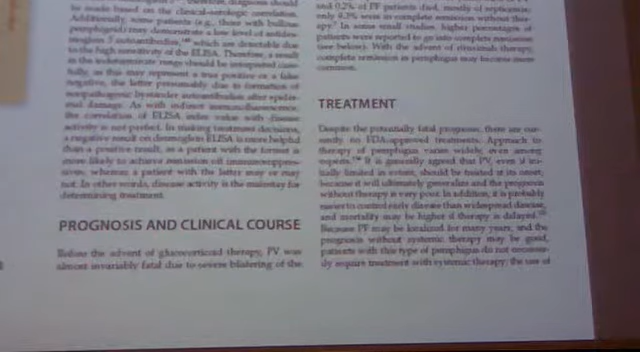 be made based on the clinical-serologic correlation.
Additionally, some patients (e.g., those with bullous
pemphigoid) may demonstrate a low level of antides-
moglein 3 autoantibodies, which are detectable due
to the high sensitivity of the ELISA. Therefore, a result
in the indeterminate range should be interpreted
as this may represent a true positive or a false
negative, the latter presumably due to formation of
nonpathogenic bystander autoantibodies after epider-
mal damage. As with indirect immunofluorescence,
the correlation of ELISA index value with disease
activity is not perfect. In making treatment decisions,
a negative result on desmoglein ELISA is more helpful
than a positive result, as a patient with the former is
more likely to achieve remission off immunosuppres-
sion, whereas a patient with the latter may or may
not. In other words, disease activity is the mainstay for
determining treatment.
PROGNOSIS AND CLINICAL COURSE
Before the advent of glucocorticoid therapy, PV was
almost invariably fatal due to severe blistering of the
and 0.2% of PF patients died, mostly of septicemia;
only were in complete remission without ther-
apy. In some small studies, higher percentages of
patients were reported to go into complete remission
(see below). With the advent of rituximab therapy,
complete remission in pemphigus may become more
common.
TREATMENT
Despite the potentially fatal prognosis, there are cur-
rently no FDA-approved treatments. Approach to
therapy of pemphigus varies widely, even among
experts. It is generally agreed that PV, even if ini-
tially limited in extent, should be treated at its onset,
because it will ultimately generalize and the prognosis
without therapy is very poor. In addition, it is probably
easier to control early disease than widespread disease,
and mortality may be higher if therapy is delayed.
Because PF may be localized for many years, and the
prognosis without systemic therapy may be good,
patients with this type of pemphigus do not necessar-
ily require treatment with systemic therapy; the use of